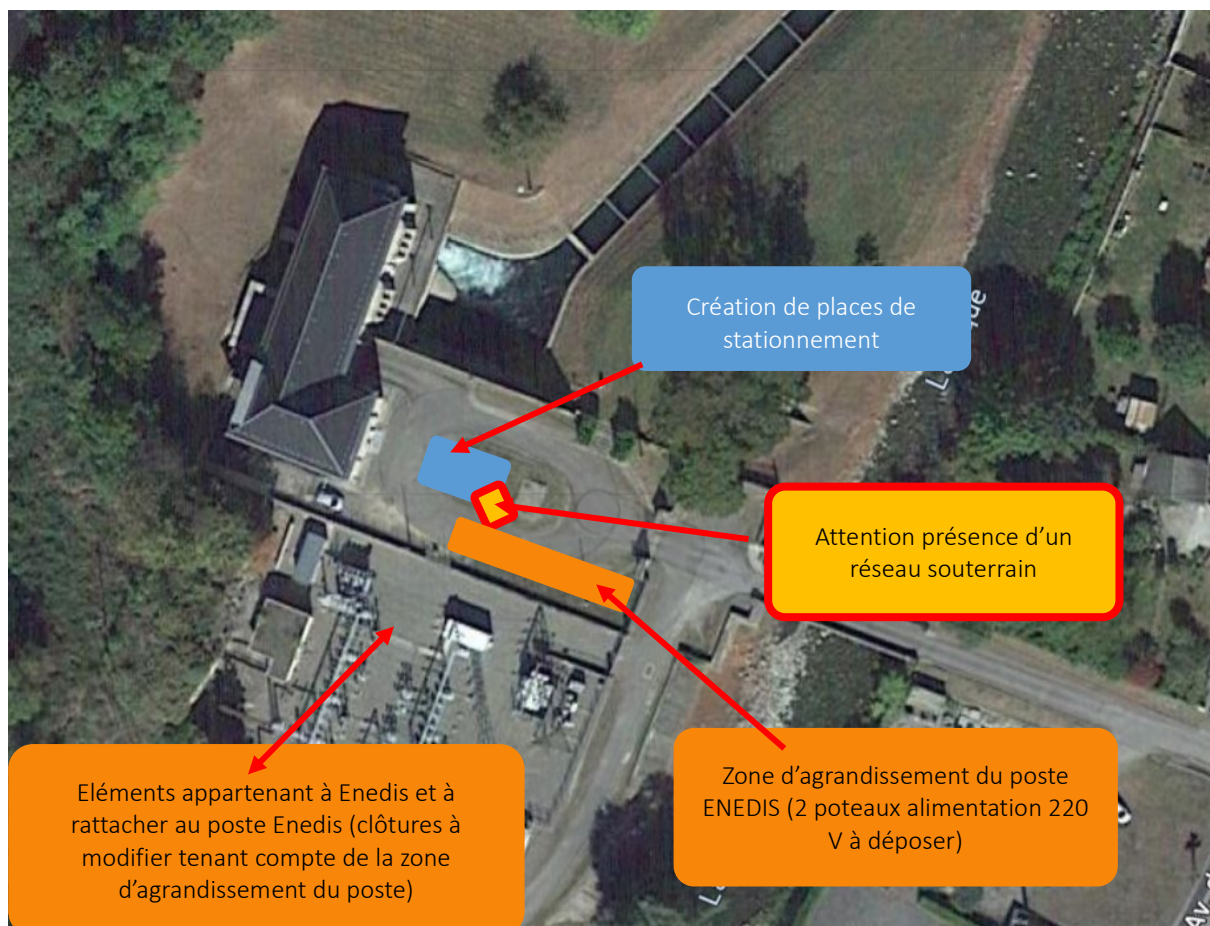 Création de places de
stationnement
Attention présence d’un
réseau souterrain
Zone d’agrandissement du poste
ENEDIS (2 poteaux alimentation 220
V à déposer)
Eléments appartenant à Enedis et à
rattacher au poste Enedis (clôtures à
modifier tenant compte de la zone
d’agrandissement du poste)